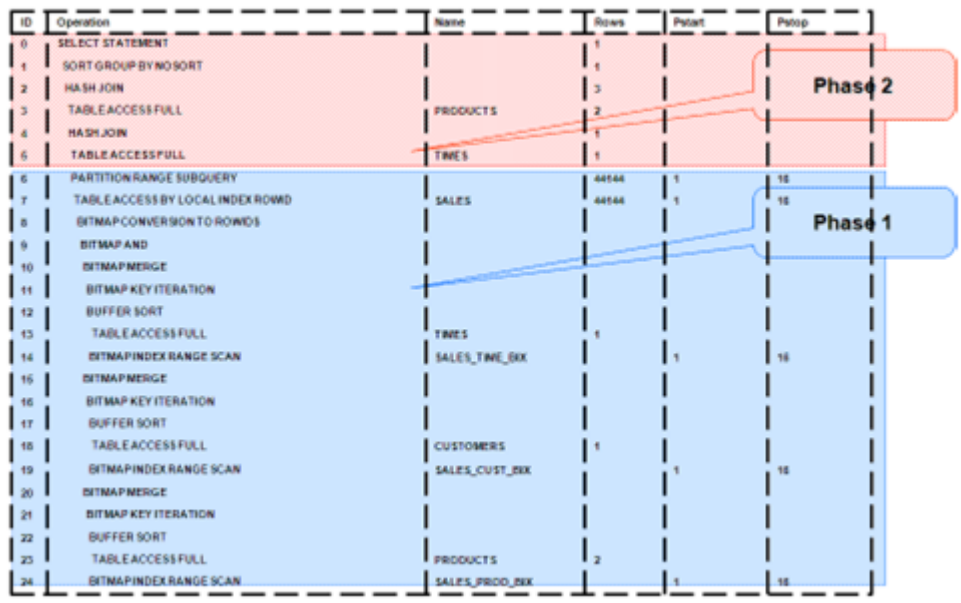 ID Operation Name Rows Pstart Pstop
0 SELECT STATEMENT 1
1 SORT GROUP BY NOSORT 1
2 HASH JOIN 3
3 TABLE ACCESS FULL PRODUCTS 2
4 HASH JOIN 1
5 TABLE ACCESS FULL TIMES 1
6 PARTITION RANGE SUBQUERY 44144 1 16
7 TABLE ACCESS BY LOCAL INDEX ROWID SALES 44144 1 16
8 BITMAP CONVERSION TO ROWIDS
9 BITMAP AND
10 BITMAP MERGE
11 BITMAP KEY ITERATION
12 BUFFER SORT
13 TABLE ACCESS FULL TIMES 1
14 BITMAP INDEX RANGE SCAN SALES_TIME_BIX 1 16
15 BITMAP MERGE
16 BITMAP KEY ITERATION
17 BUFFER SORT
18 TABLE ACCESS FULL CUSTOMERS 1
19 BITMAP INDEX RANGE SCAN SALES_CUST_BIX 1 16
20 BITMAP MERGE
21 BITMAP KEY ITERATION
22 BUFFER SORT
23 TABLE ACCESS FULL PRODUCTS 2
24 BITMAP INDEX RANGE SCAN SALES_PROD_BIX 1 16
Phase 2
Phase 1